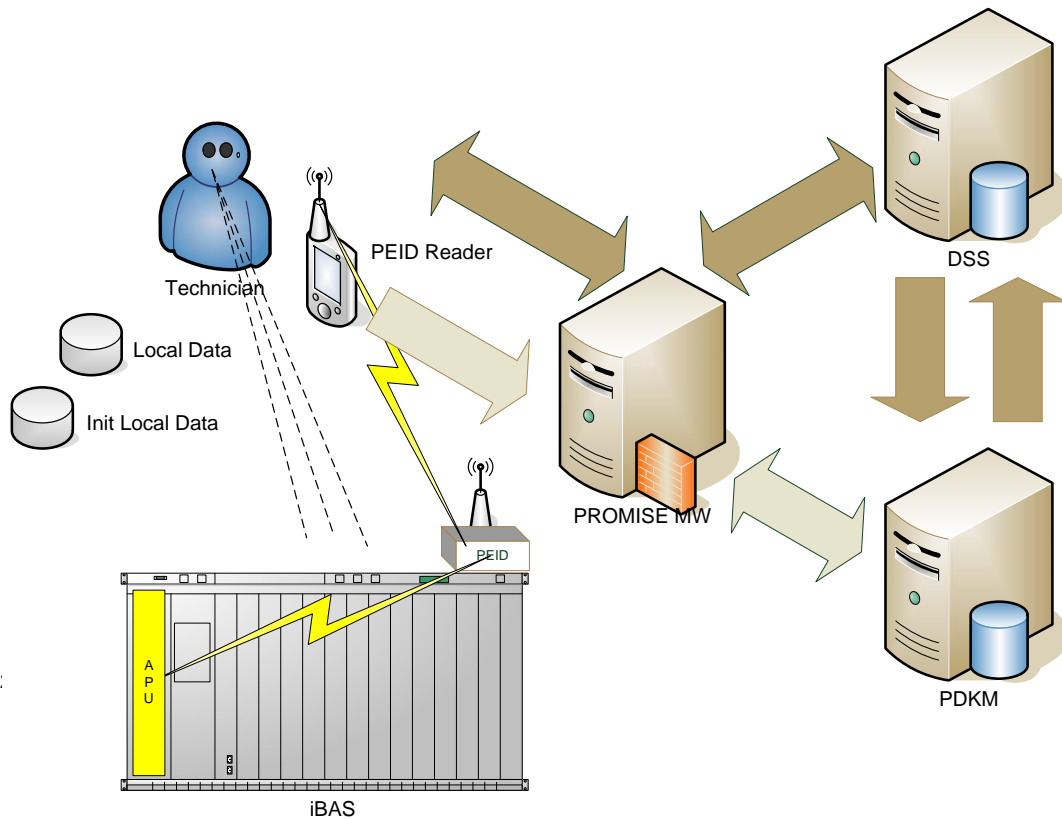 DSS
PEID Reader
Technician
Local Data
Init Local Data
PROMISE MW
PEID
A
P
U
PDKM
iBAS